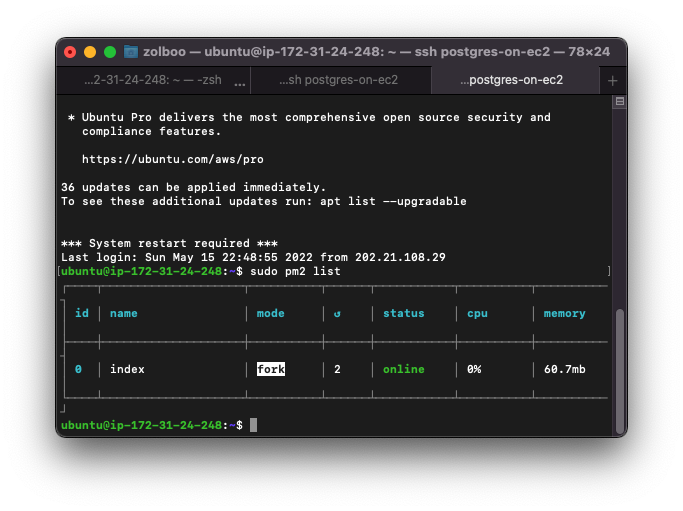 zolboo — ubuntu@ip-172-31-24-248: ~ — ssh postgres-on-ec2 — 78×24
...2-31-24-248: ~ — -zsh ...
...sh postgres-on-ec2
...postgres-on-ec2
+
* Ubuntu Pro delivers the most comprehensive open source security and
compliance features.
https://ubuntu.com/aws/pro
36 updates can be applied immediately.
To see these additional updates run: apt list --upgradable
*** System restart required ***
Last login: Sun May 15 22:48:55 2022 from 202.21.108.29
[ubuntu@ip-172-31-24-248:~$ sudo pm2 list ]
id │ name │ mode │ ↺ │ status │ cpu │ memory
0 │ index │ fork │ 2 │ online │ 0% │ 60.7mb
ubuntu@ip-172-31-24-248:~$